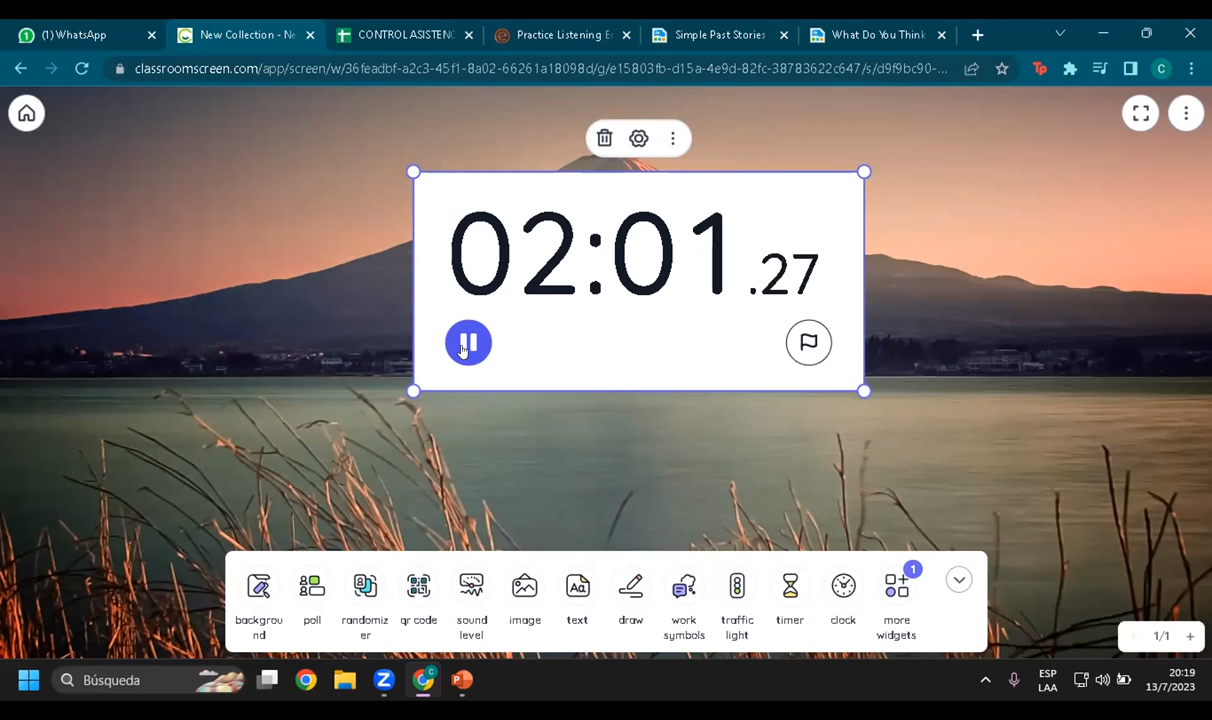 (1) WhatsApp
New Collection - Ne
CONTROL ASISTENC
Practice Listening E
Simple Past Stories
What Do You Think
classroomscreen.com/app/screen/w/36feadbf-a2c3-45f1-8a02-66261a18098d/g/e15803fb-d15a-4e9d-82fc-38783622c647/s/d9f9bc90-...
Tp
C
02:01.27
backgrou
nd
poll
randomiz
er
qr code
sound
level
image
text
draw
work
symbols
traffic
light
timer
clock
1
more
widgets
1/1
Búsqueda
ESP
LAA
20:19
13/7/2023